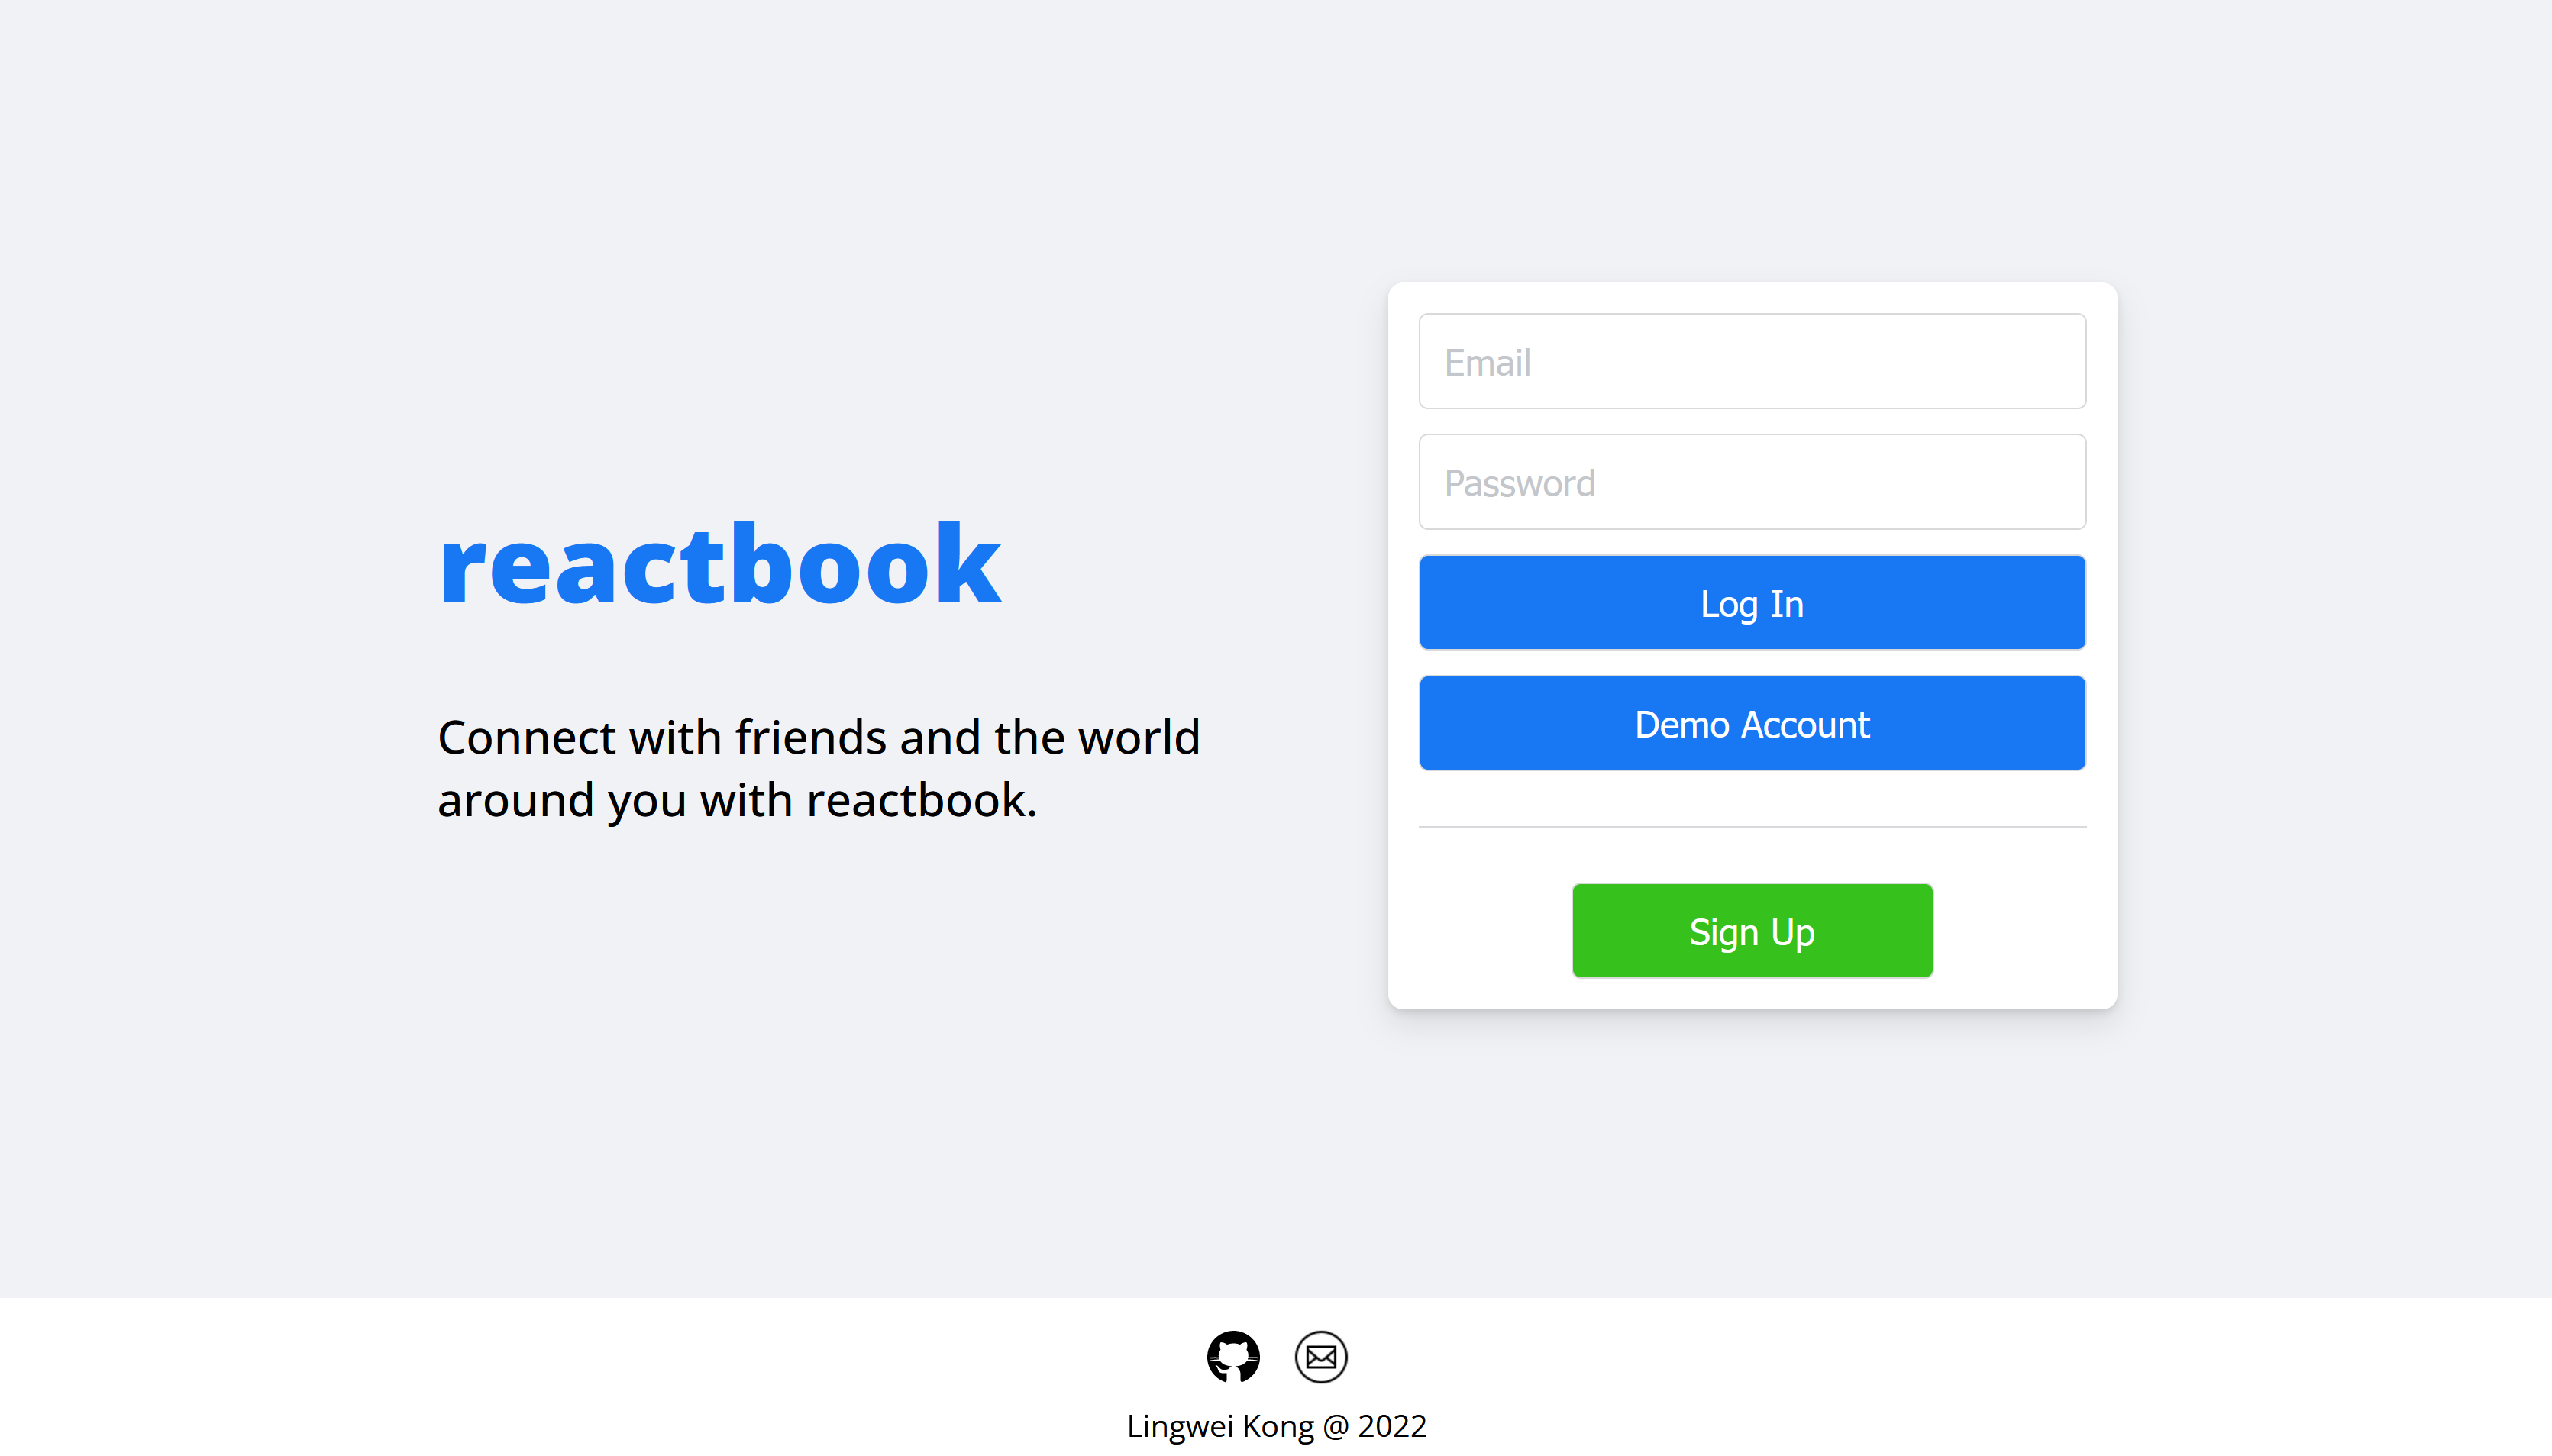 reactbook
Connect with friends and the world
around you with reactbook.
Email
Password
Log In
Demo Account
Sign Up
Lingwei Kong @ 2022